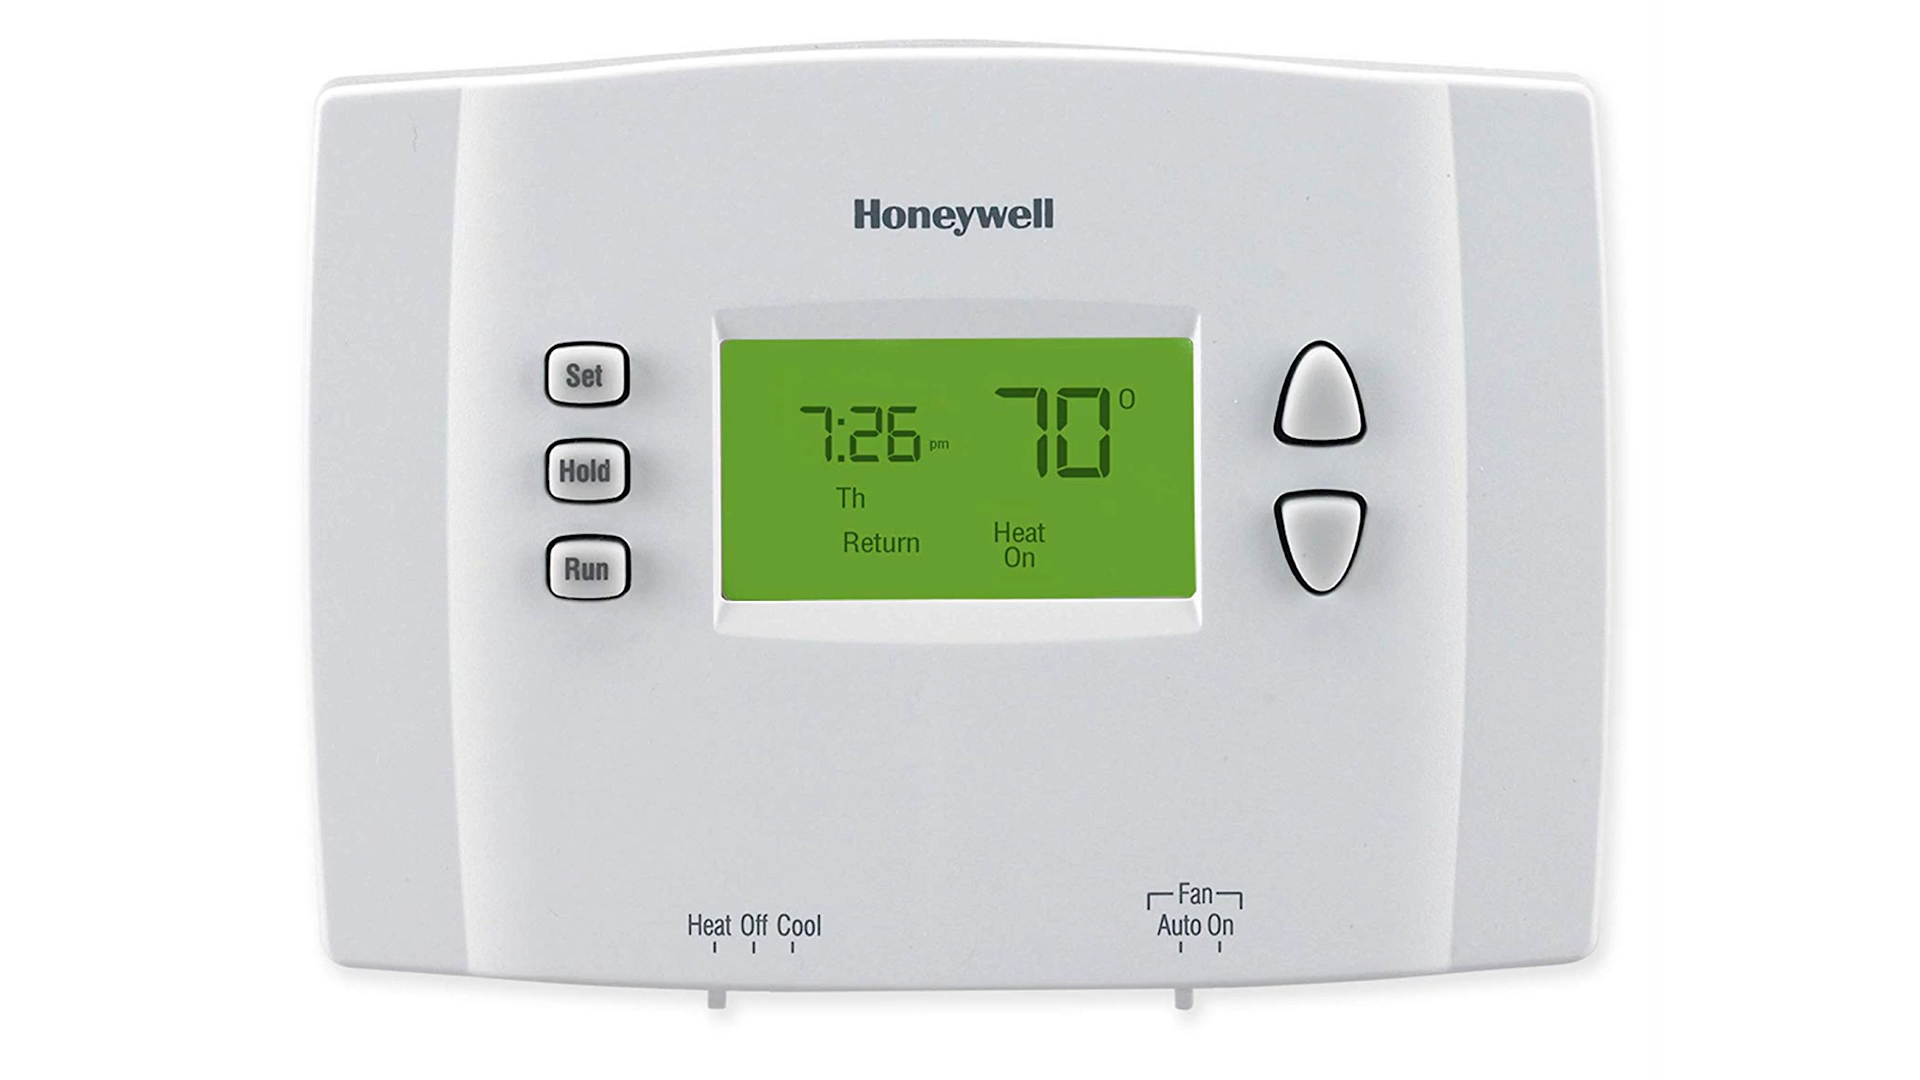 Honeywell
Set
Hold
Run
7:26 pm 70°
Th
Return
Heat
On
Heat Off Cool
Fan
Auto On